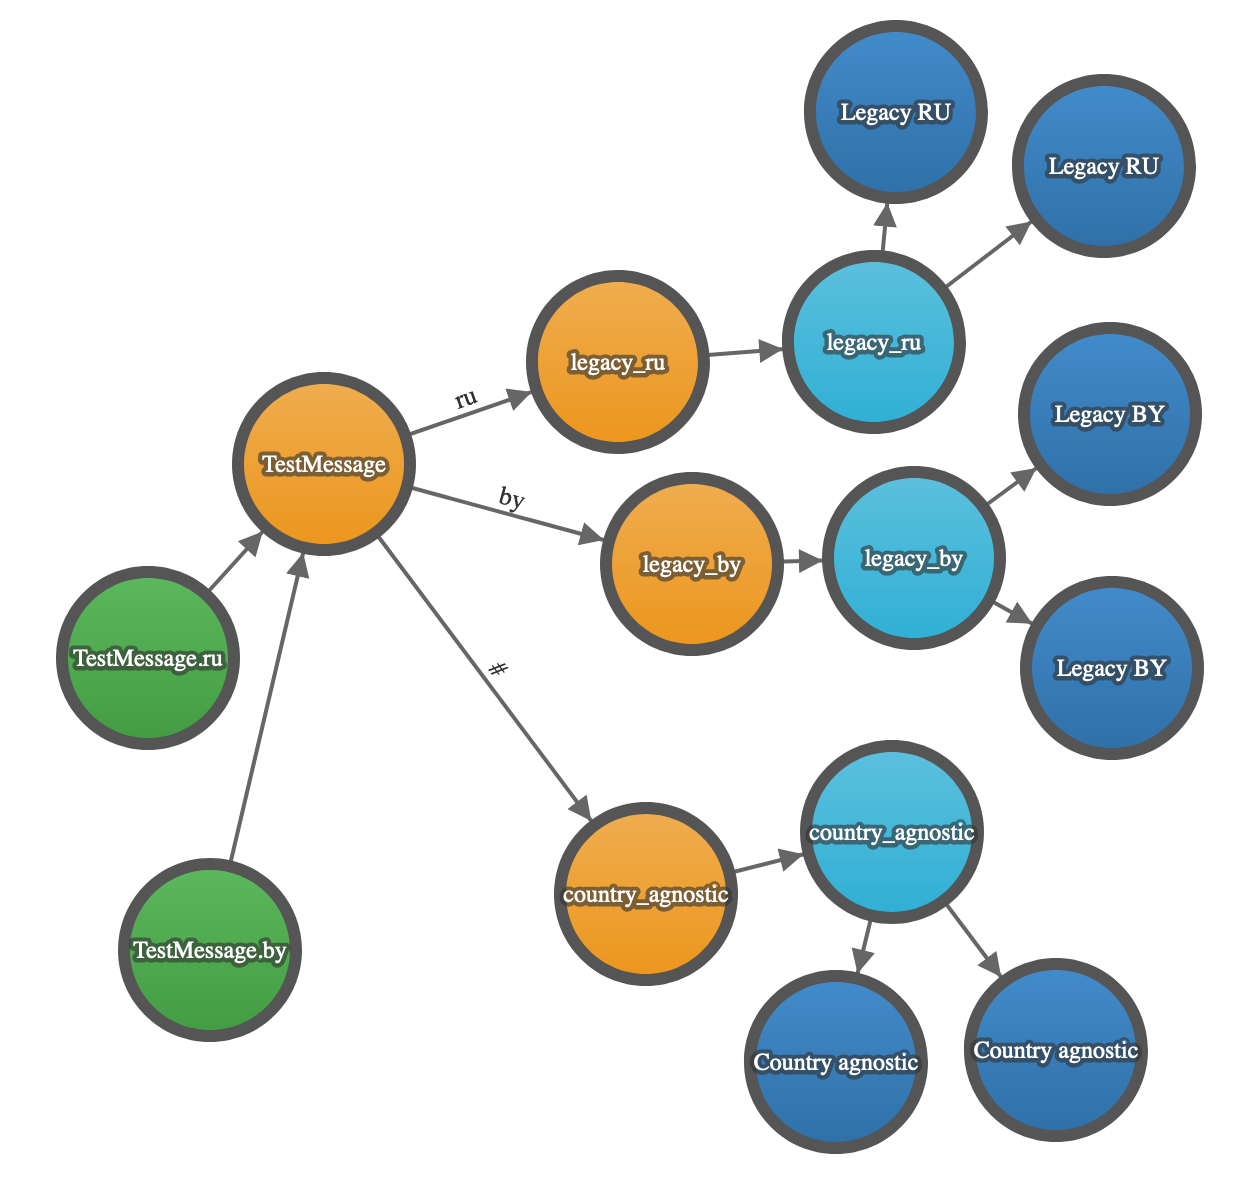 Legacy RU
Legacy RU
legacy_ru
legacy_ru
ru
Legacy BY
TestMessage
by
legacy_by
legacy_by
TestMessage.ru
#
Legacy BY
country_agnostic
country_agnostic
TestMessage.by
Country agnostic
Country agnostic